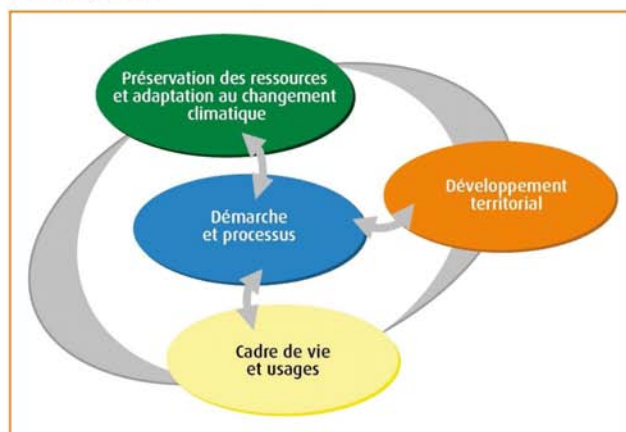 Préservation des ressources
et adaptation au changement
climatique
Démarche
et processus
Développement
territorial
Cadre de vie
et usages